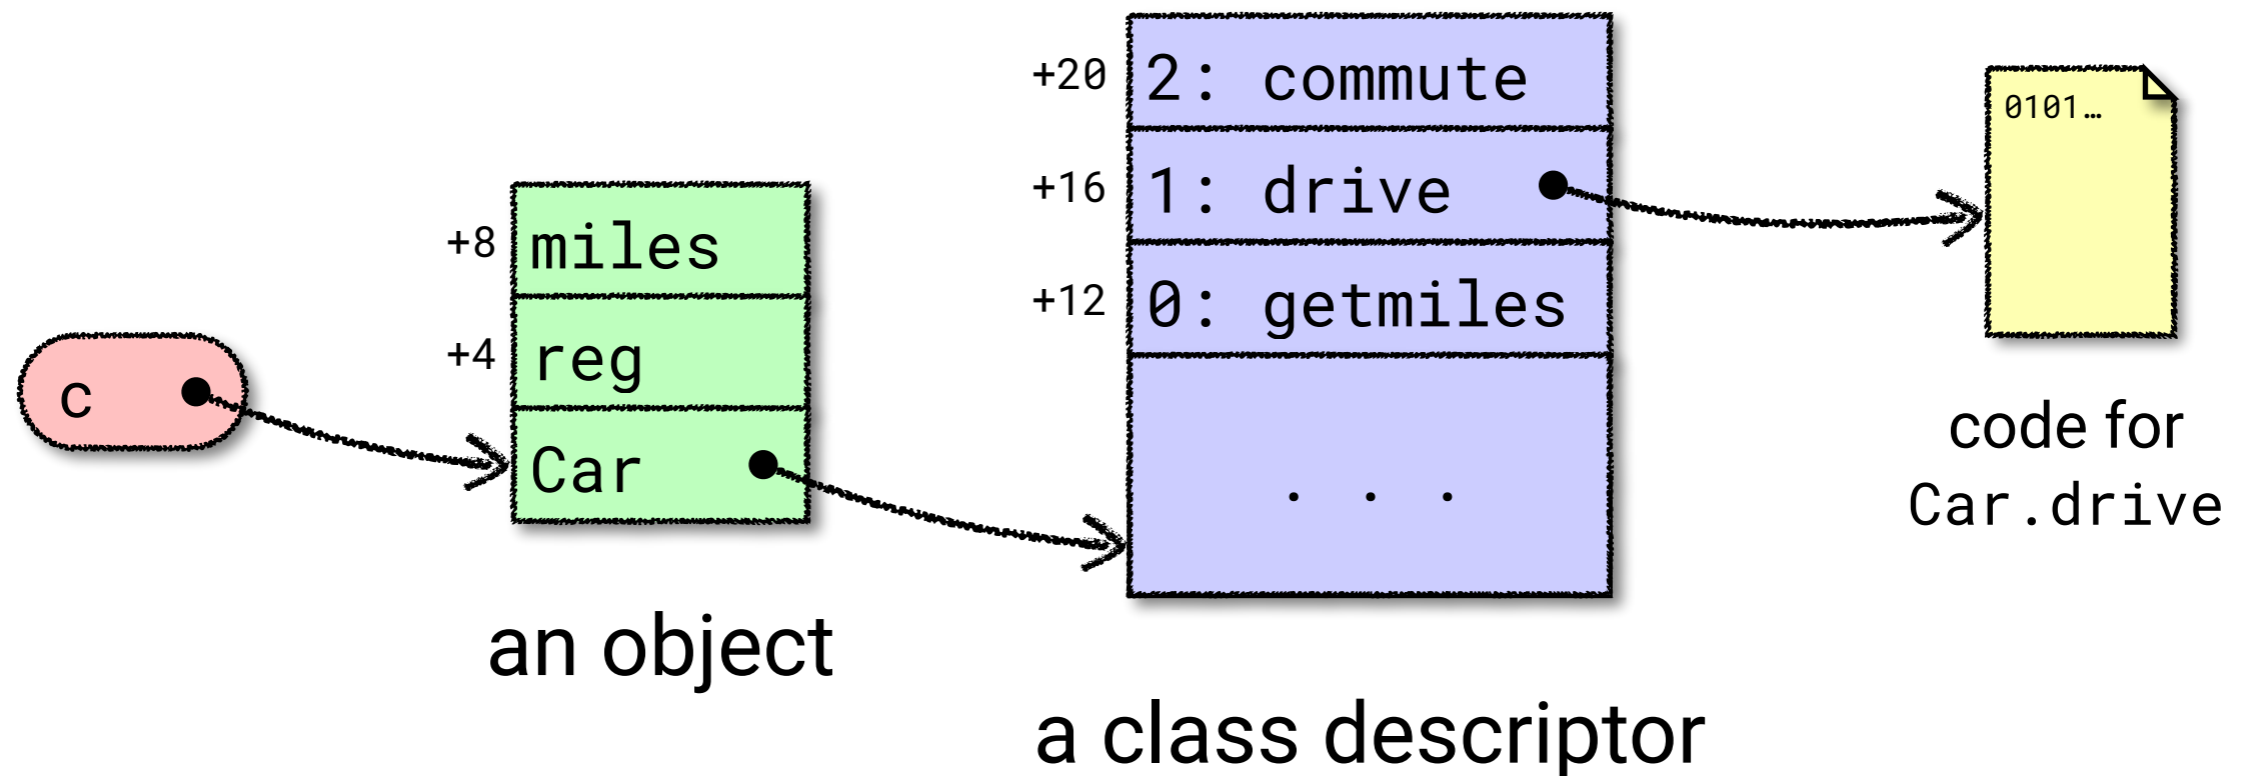 c
+8 miles
+4 reg
Car
an object
+20 2: commute
+16 1: drive
+12 0: getmiles
. . .
a class descriptor
0101…
code for
Car.drive